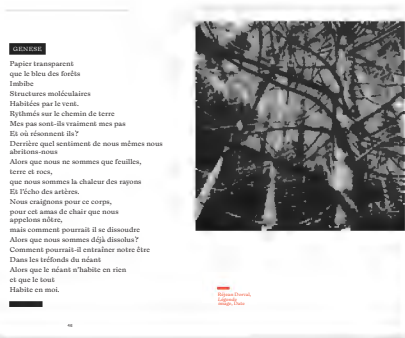 GENESE
Papier transparent
que le bleu des forêts
Imbibe
Structures moléculaires
Habitées par le vent.
Rythmés sur le chemin de terre
Mes pas sont-ils vraiment mes pas
Et où résonnent ils?
Derrière quel sentiment de nous mêmes nous
abritons-nous
Alors que nous ne sommes que feuilles,
terre et rocs,
que nous sommes la chaleur des rayons
Et l'écho des artères.
Nous craignons pour ce corps,
pour cet amas de chair que nous
appelons nôtre,
mais comment pourrait il se dissoudre
Alors que nous sommes déjà dissolus?
Comment pourrait-il entraîner notre être
Dans les tréfonds du néant
Alors que le néant n'habite en rien
et que le tout
Habite en moi.
Légende
image, Date